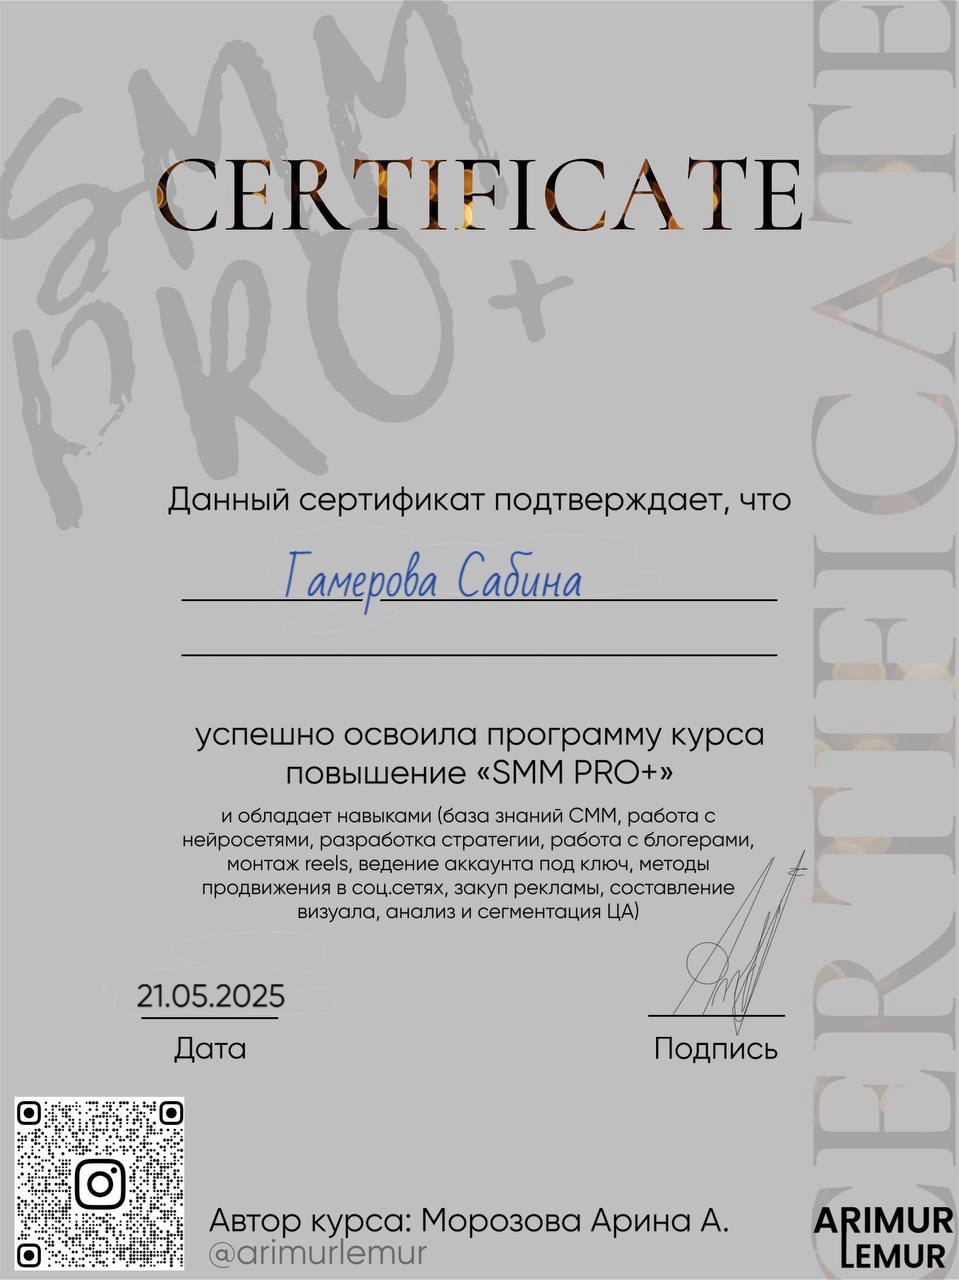 SMM
PRO+
CERTIFICATE
CERTIFICATE
Данный сертификат подтверждает, что
Гамерова Сабина
успешно освоила программу курса
повышение «SMM PRO+»
и обладает навыками (база знаний СММ, работа с
нейросетями, разработка стратегии, работа с блогерами,
монтаж reels, ведение аккаунта под ключ, методы
продвижения в соц.сетях, закуп рекламы, составление
визуала, анализ и сегментация ЦА)
21.05.2025
Дата
Подпись
Автор курса: Морозова Арина А.
@arimurlemur
ARIMUR
LEMUR